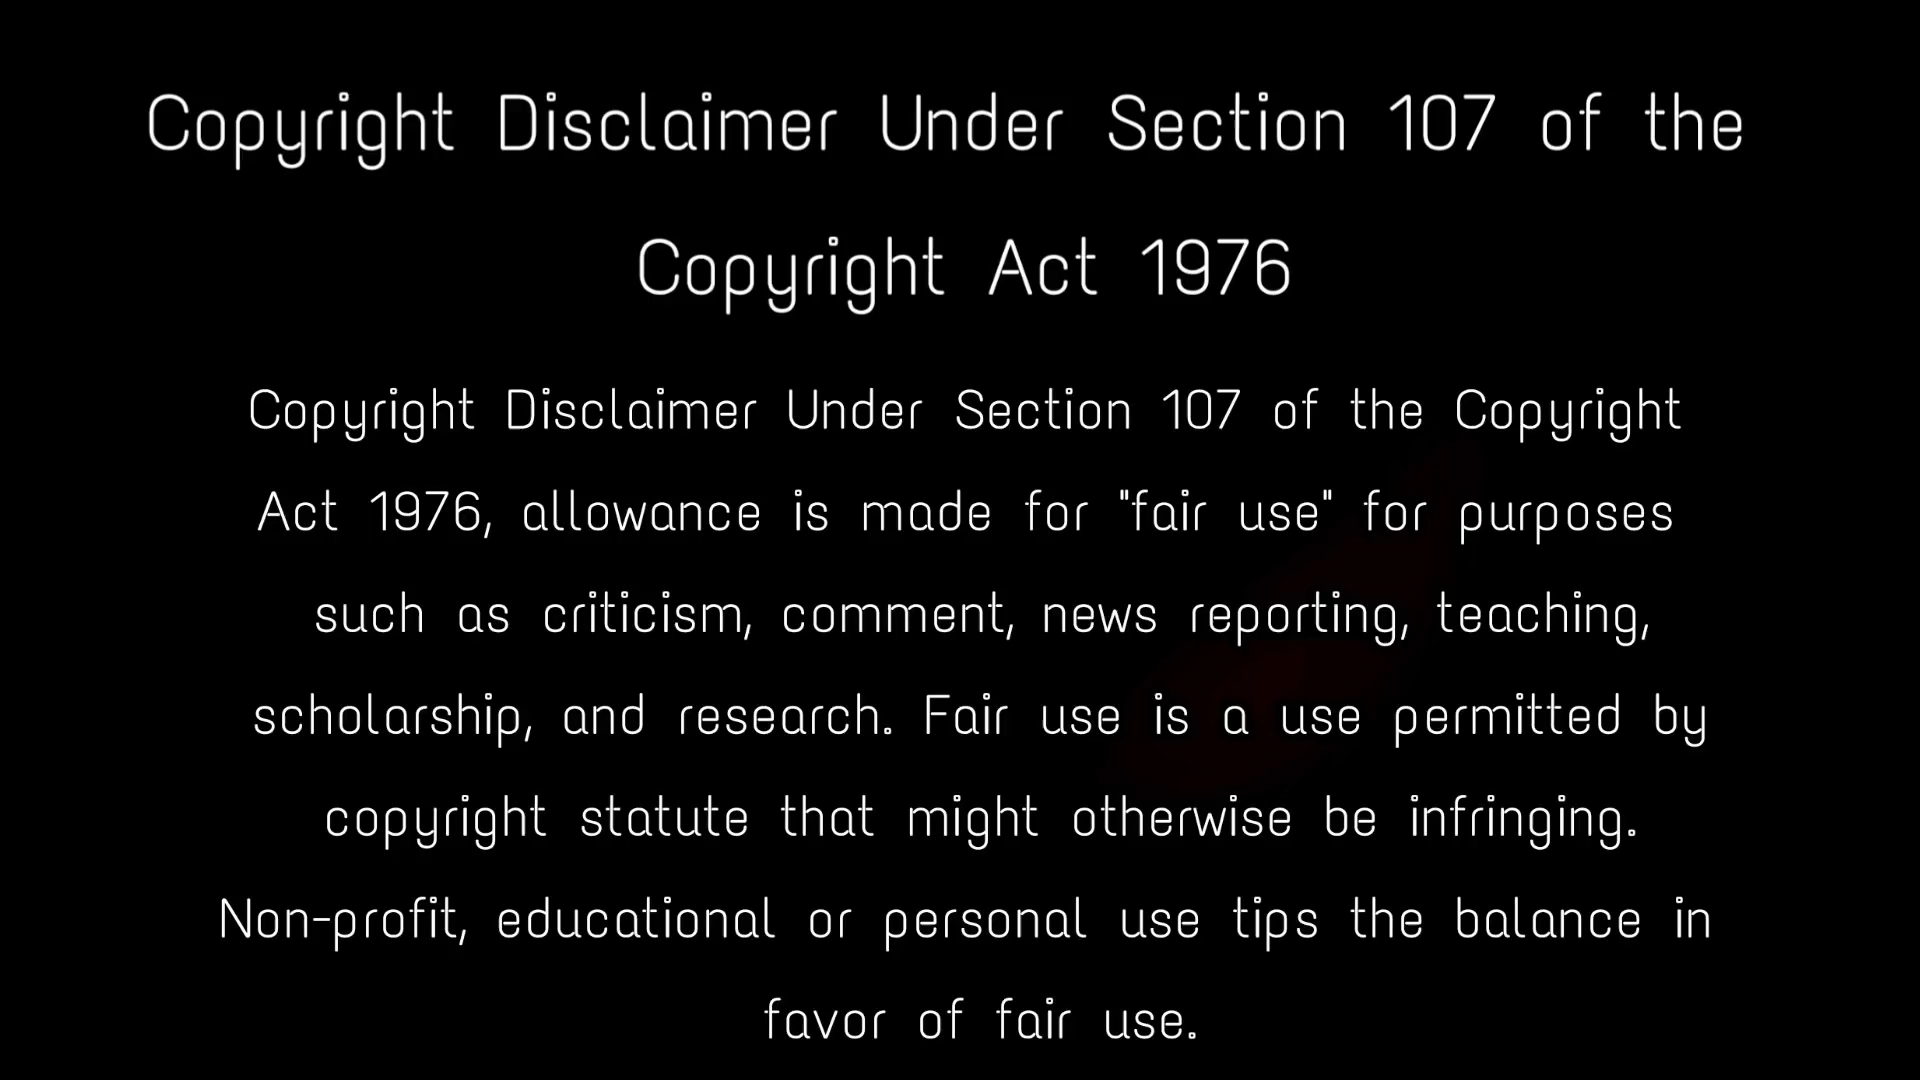 Copyright Disclaimer Under Section 107 of the
Copyright Act 1976
Copyright Disclaimer Under Section 107 of the Copyright
Act 1976, allowance is made for "fair use" for purposes
such as criticism, comment, news reporting, teaching,
scholarship, and research. Fair use is a use permitted by
copyright statute that might otherwise be infringing.
Non-profit, educational or personal use tips the balance in
favor of fair use.